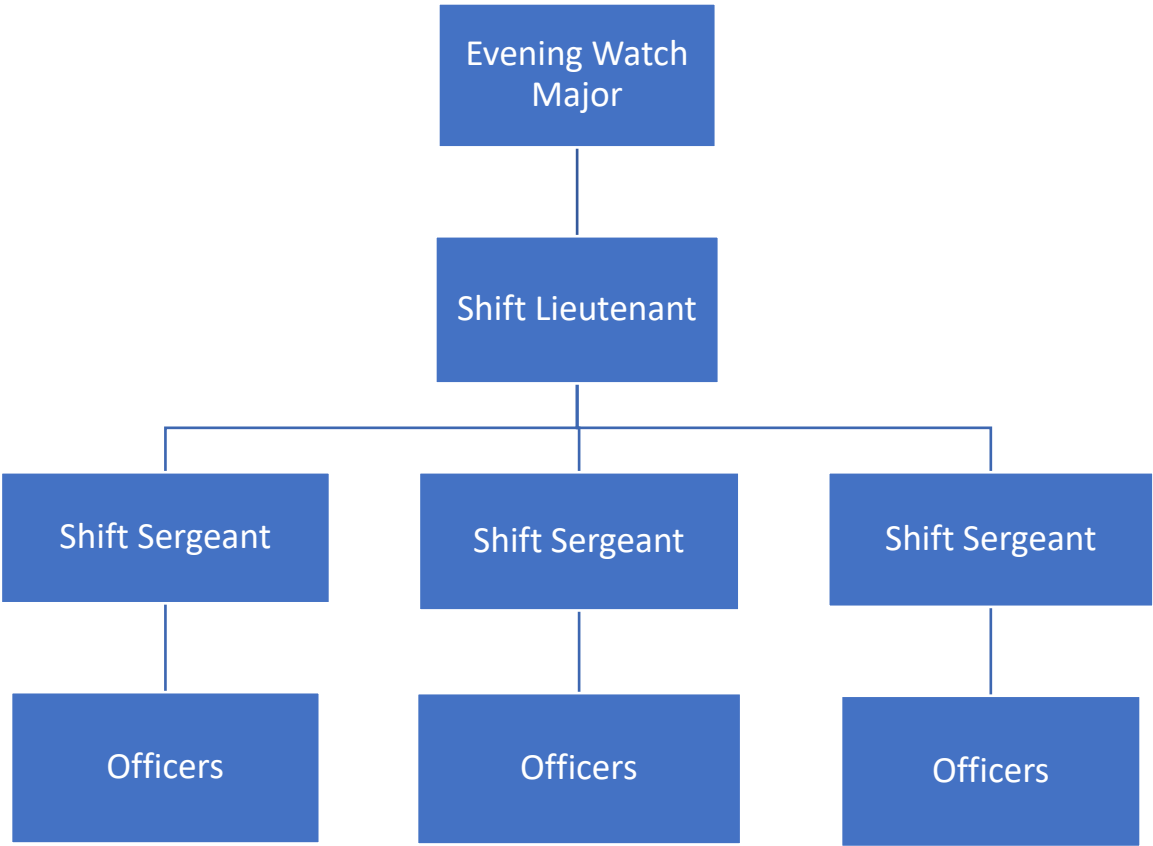 Evening Watch
Major
Shift Lieutenant
Shift Sergeant
Shift Sergeant
Shift Sergeant
Officers
Officers
Officers